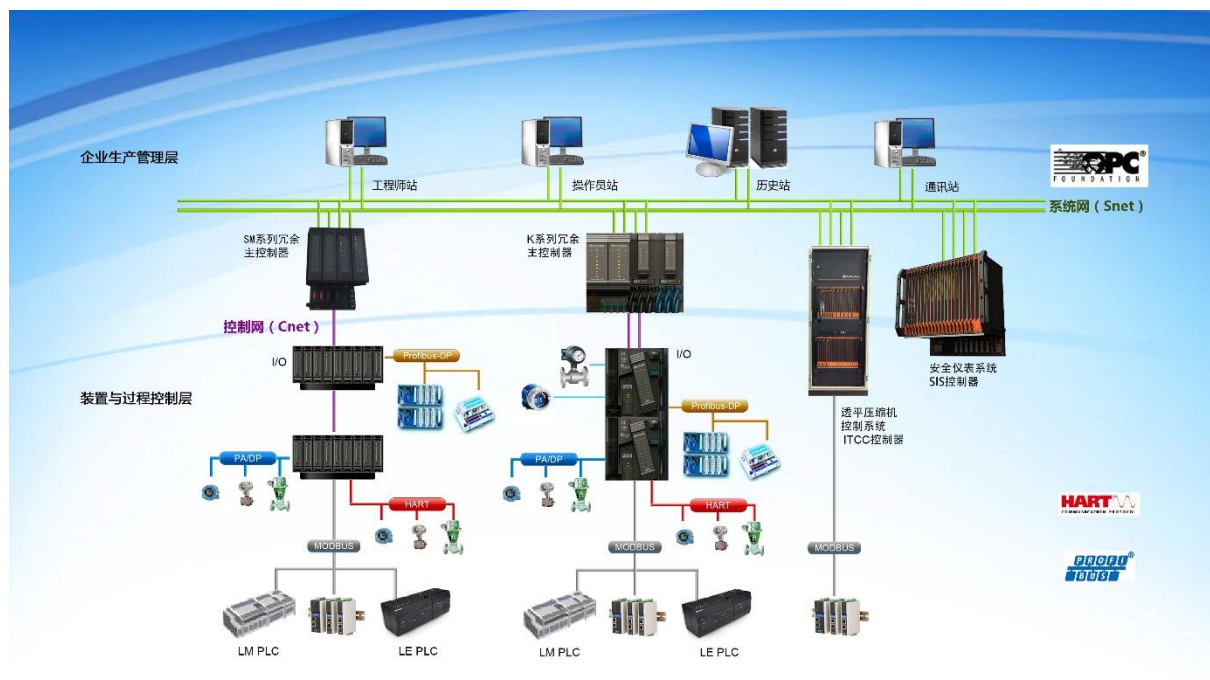 企业生产管理层
工程师站
操作员站
历史站
通讯站
OPC
FOUNDATION
系统网（Snet）
SM系列冗余
主控制器
K系列冗余
主控制器
控制网（Cnet）
I/O
Profibus-DP
I/O
安全仪表系统
SIS控制器
装置与过程控制层
Profibus-DP
透平压缩机
控制系统
ITCC控制器
PA/DP
PA/DP
HART
HART
HART
COMMUNICATION PROTOCOL
MODBUS
MODBUS
MODBUS
PROFI
BUS
LM PLC
LE PLC
LM PLC
LE PLC